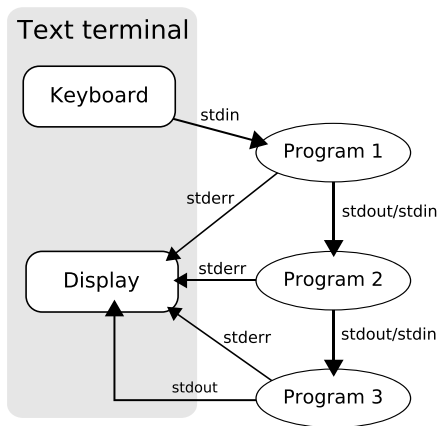 Text terminal
Keyboard
stdin
Program 1
stderr
stdout/stdin
Display
stderr
Program 2
stderr
stdout/stdin
stdout
Program 3